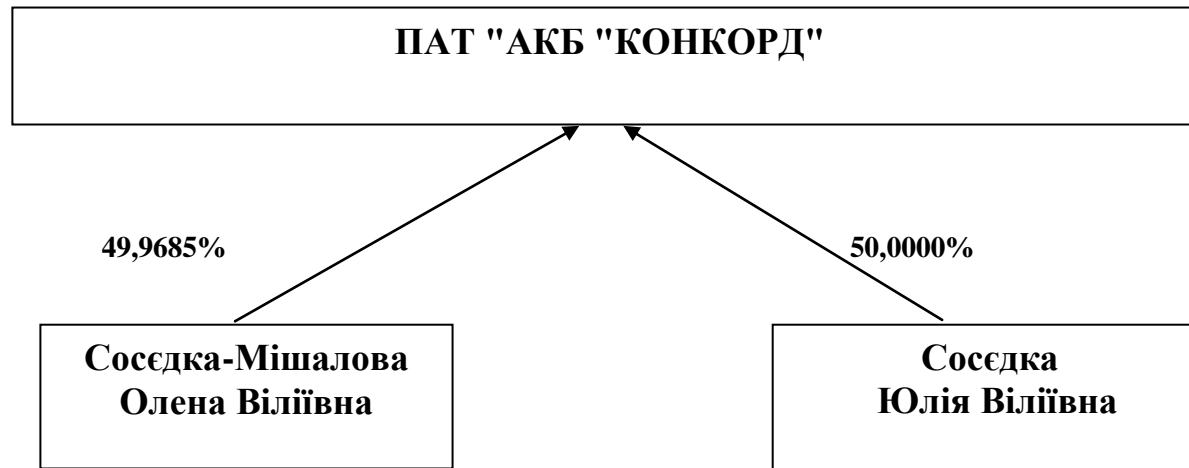 ПАТ "АКБ "КОНКОРД"
49,9685%
50,0000%
Сосєдка-Мішалова
Олена Віліївна
Сосєдка
Юлія Віліївна